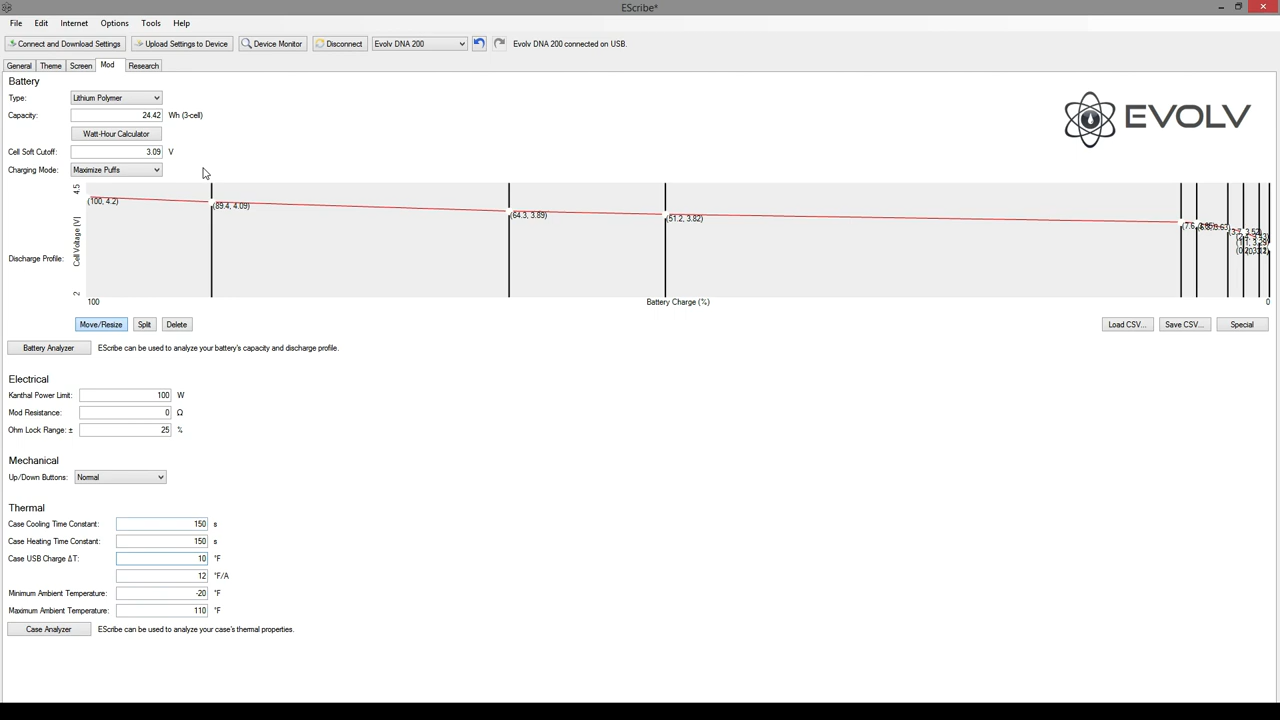 EScribe*
File Edit Internet Options Tools Help
Connect and Download Settings Upload Settings to Device Device Monitor Disconnect Evolv DNA 200 Evolv DNA 200 connected on USB.
General Theme Screen Mod Research
Battery
Type: Lithium Polymer
Capacity: 24.42 Wh (3-cell)
EVOLV
Watt-Hour Calculator
Cell Soft Cutoff: 3.09 V
Charging Mode: Maximize Puffs
4.5
(100, 4.2) (89.4, 4.09) (64.3, 3.89) (51.2, 3.82)
Cell Voltage (V)
Discharge Profile:
2
100 Battery Charge (%) 0
Move/Resize Split Delete Load CSV... Save CSV... Special
Battery Analyzer EScribe can be used to analyze your battery's capacity and discharge profile.
Electrical
Kanthal Power Limit: 100 W
Mod Resistance: 0 Ω
Ohm Lock Range: ± 25 %
Mechanical
Up/Down Buttons: Normal
Thermal
Case Cooling Time Constant: 150 s
Case Heating Time Constant: 150 s
Case USB Charge ΔT: 10 °F
12 °F/A
Minimum Ambient Temperature: -20 °F
Maximum Ambient Temperature: 110 °F
Case Analyzer EScribe can be used to analyze your case's thermal properties.